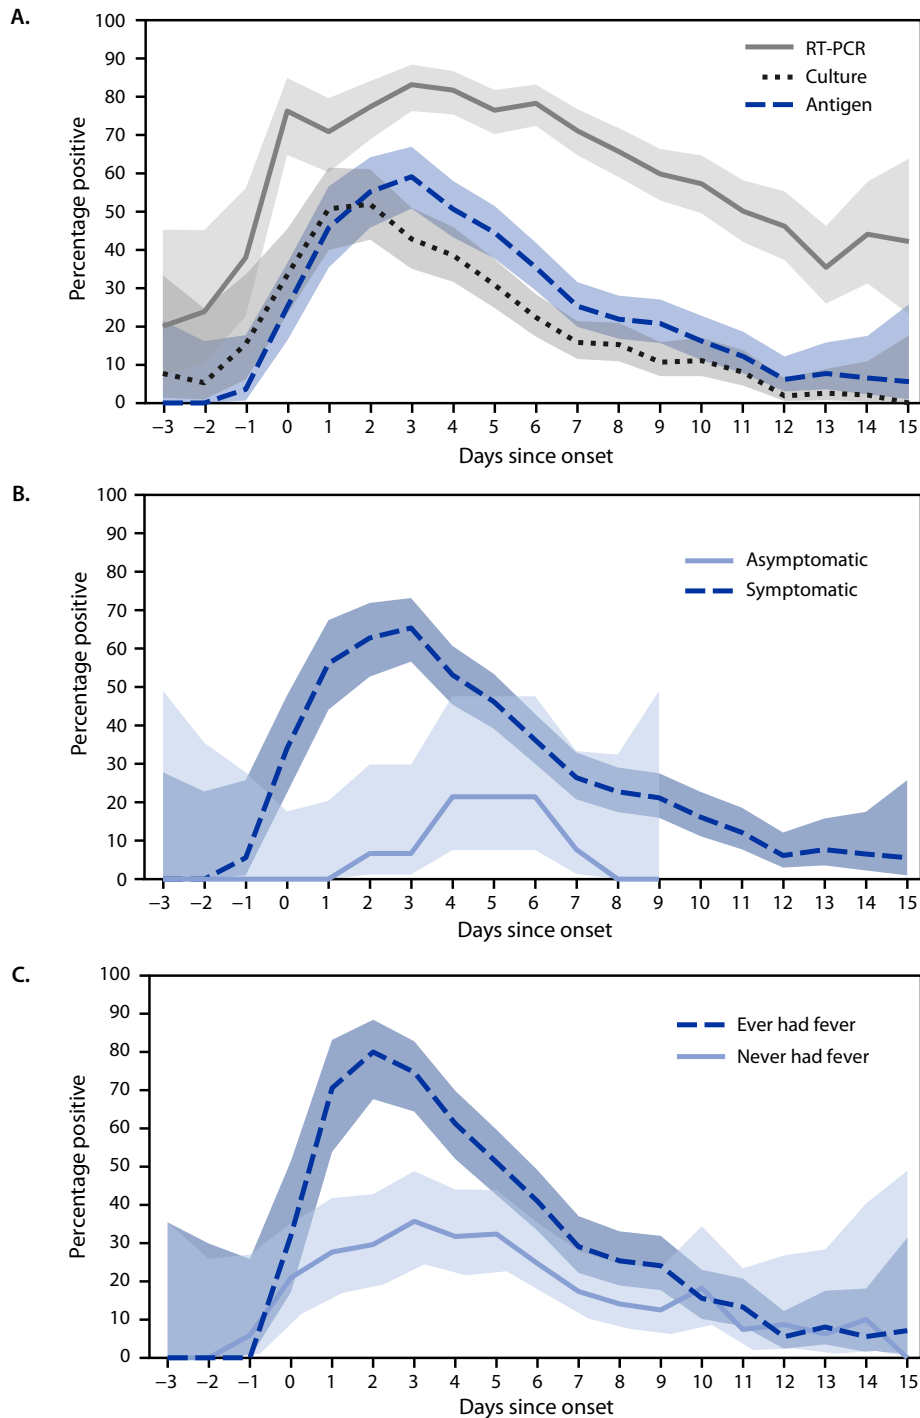 A.
100
90
80
70
60
50
40
30
20
10
0
Percentage positive
RT-PCR
Culture
Antigen
−3 −2 −1 0 1 2 3 4 5 6 7 8 9 10 11 12 13 14 15
Days since onset
B.
100
90
80
70
60
50
40
30
20
10
0
Percentage positive
Asymptomatic
Symptomatic
−3 −2 −1 0 1 2 3 4 5 6 7 8 9 10 11 12 13 14 15
Days since onset
C.
100
90
80
70
60
50
40
30
20
10
0
Percentage positive
Ever had fever
Never had fever
−3 −2 −1 0 1 2 3 4 5 6 7 8 9 10 11 12 13 14 15
Days since onset